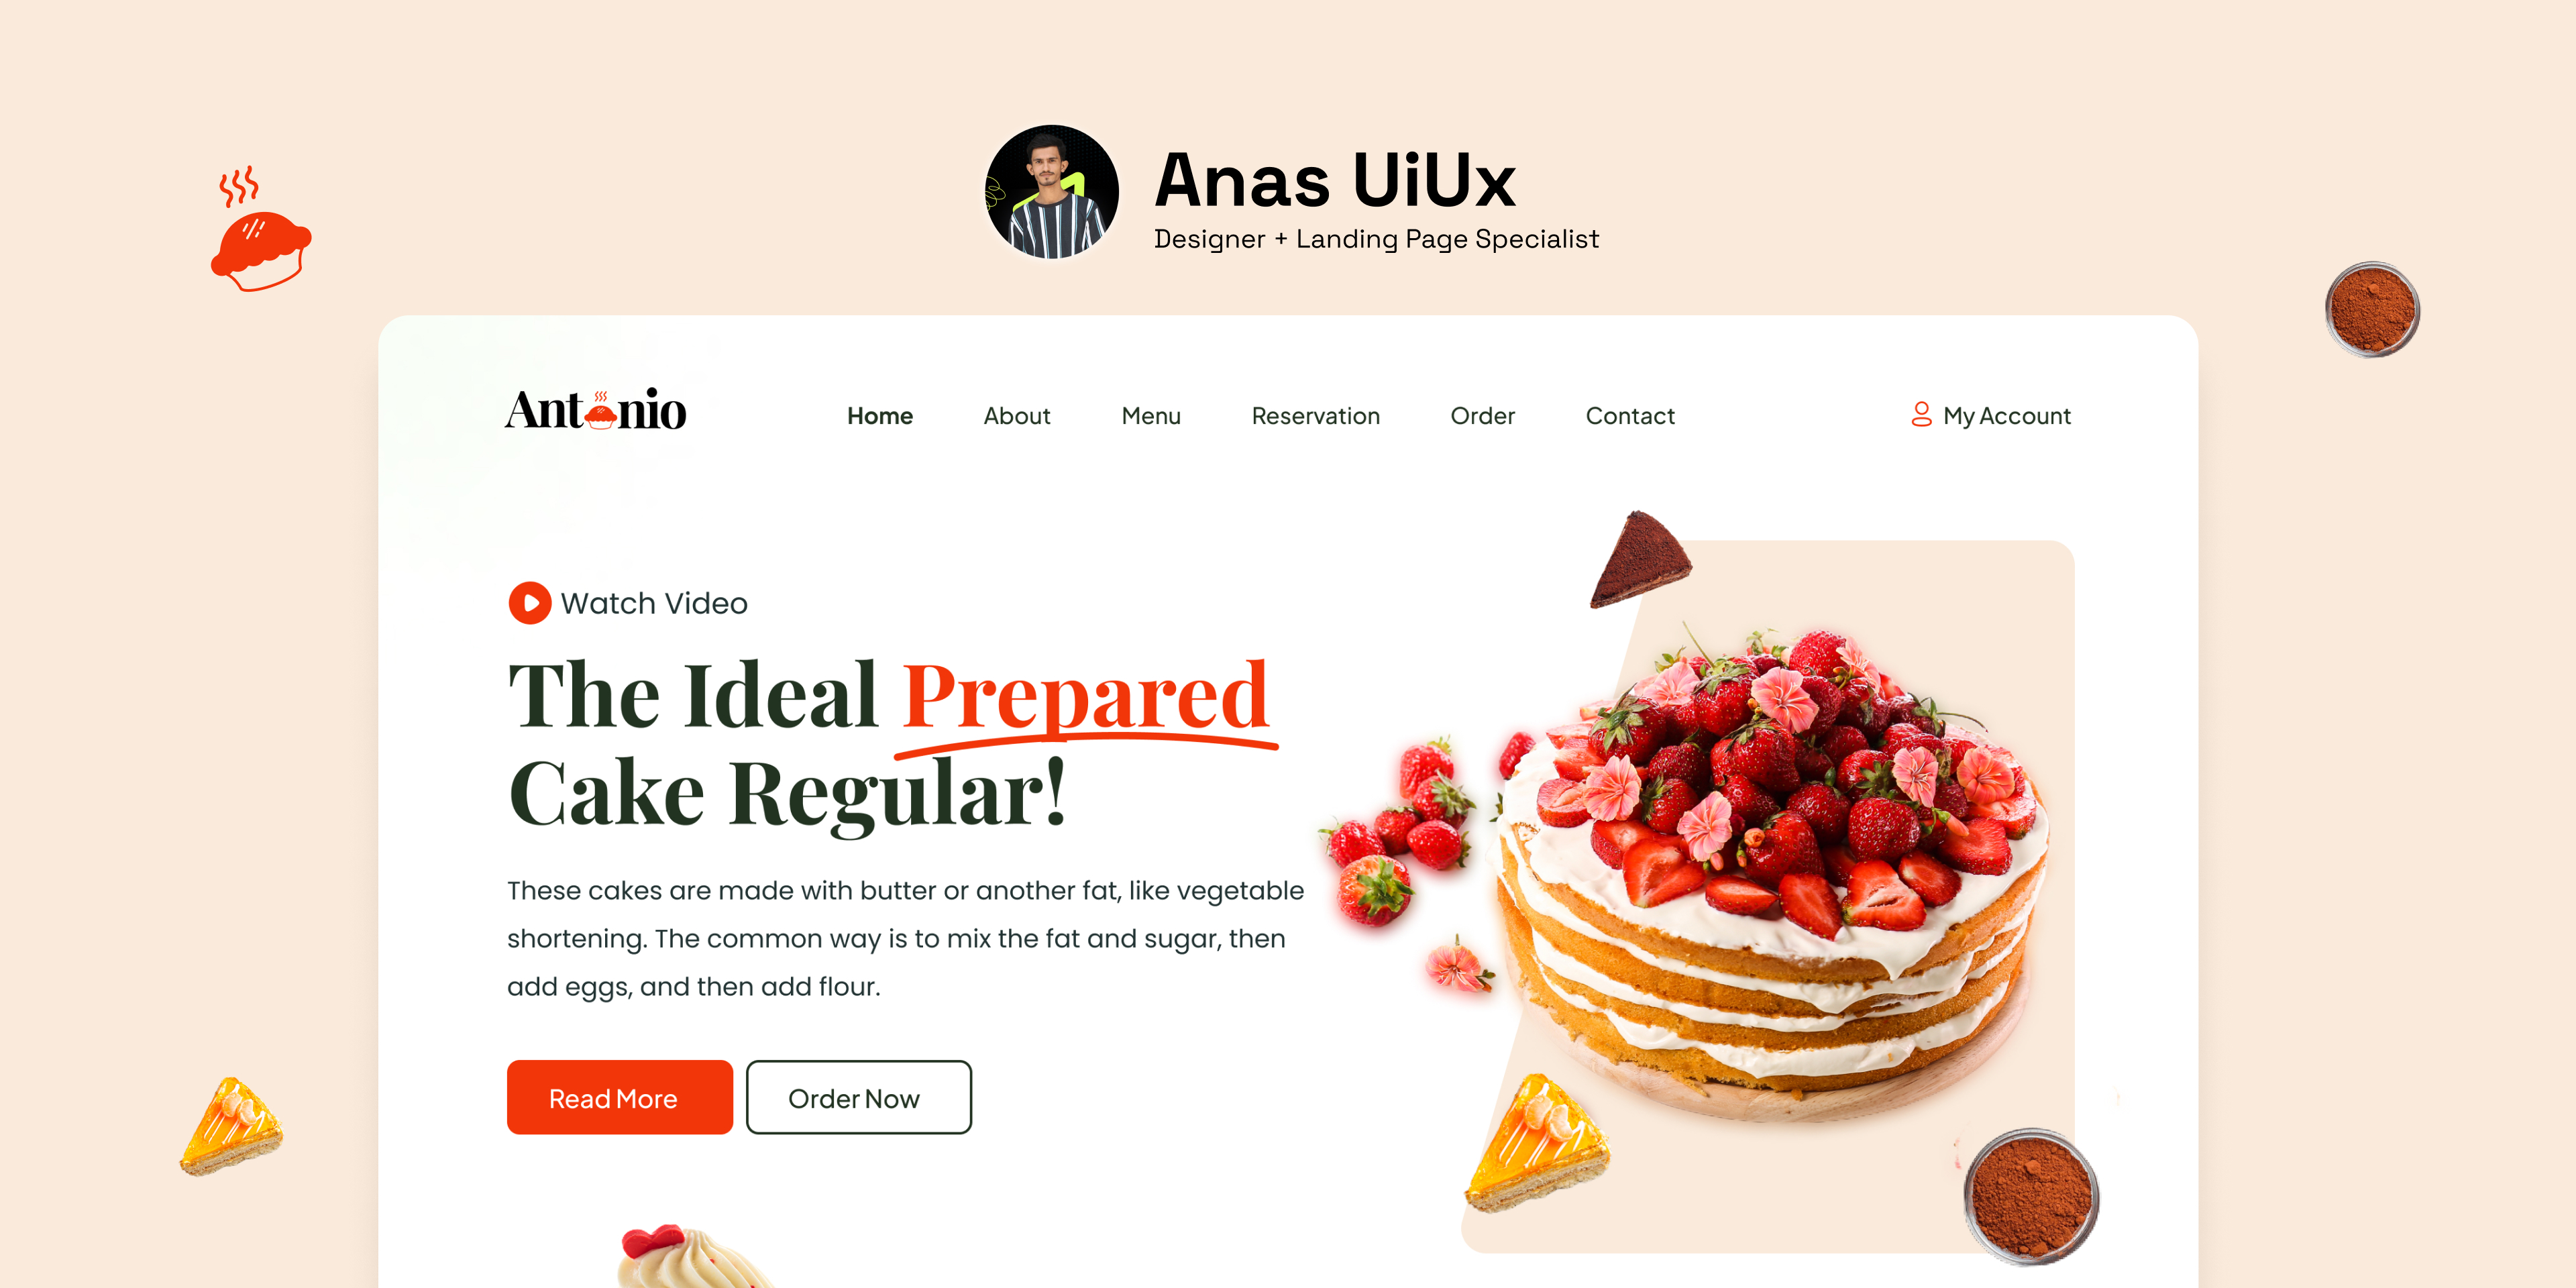 Anas UiUx
Designer + Landing Page Specialist
Antonio
Home About Menu Reservation Order Contact My Account
Watch Video
The Ideal Prepared
Cake Regular!
These cakes are made with butter or another fat, like vegetable
shortening. The common way is to mix the fat and sugar, then
add eggs, and then add flour.
Read More Order Now